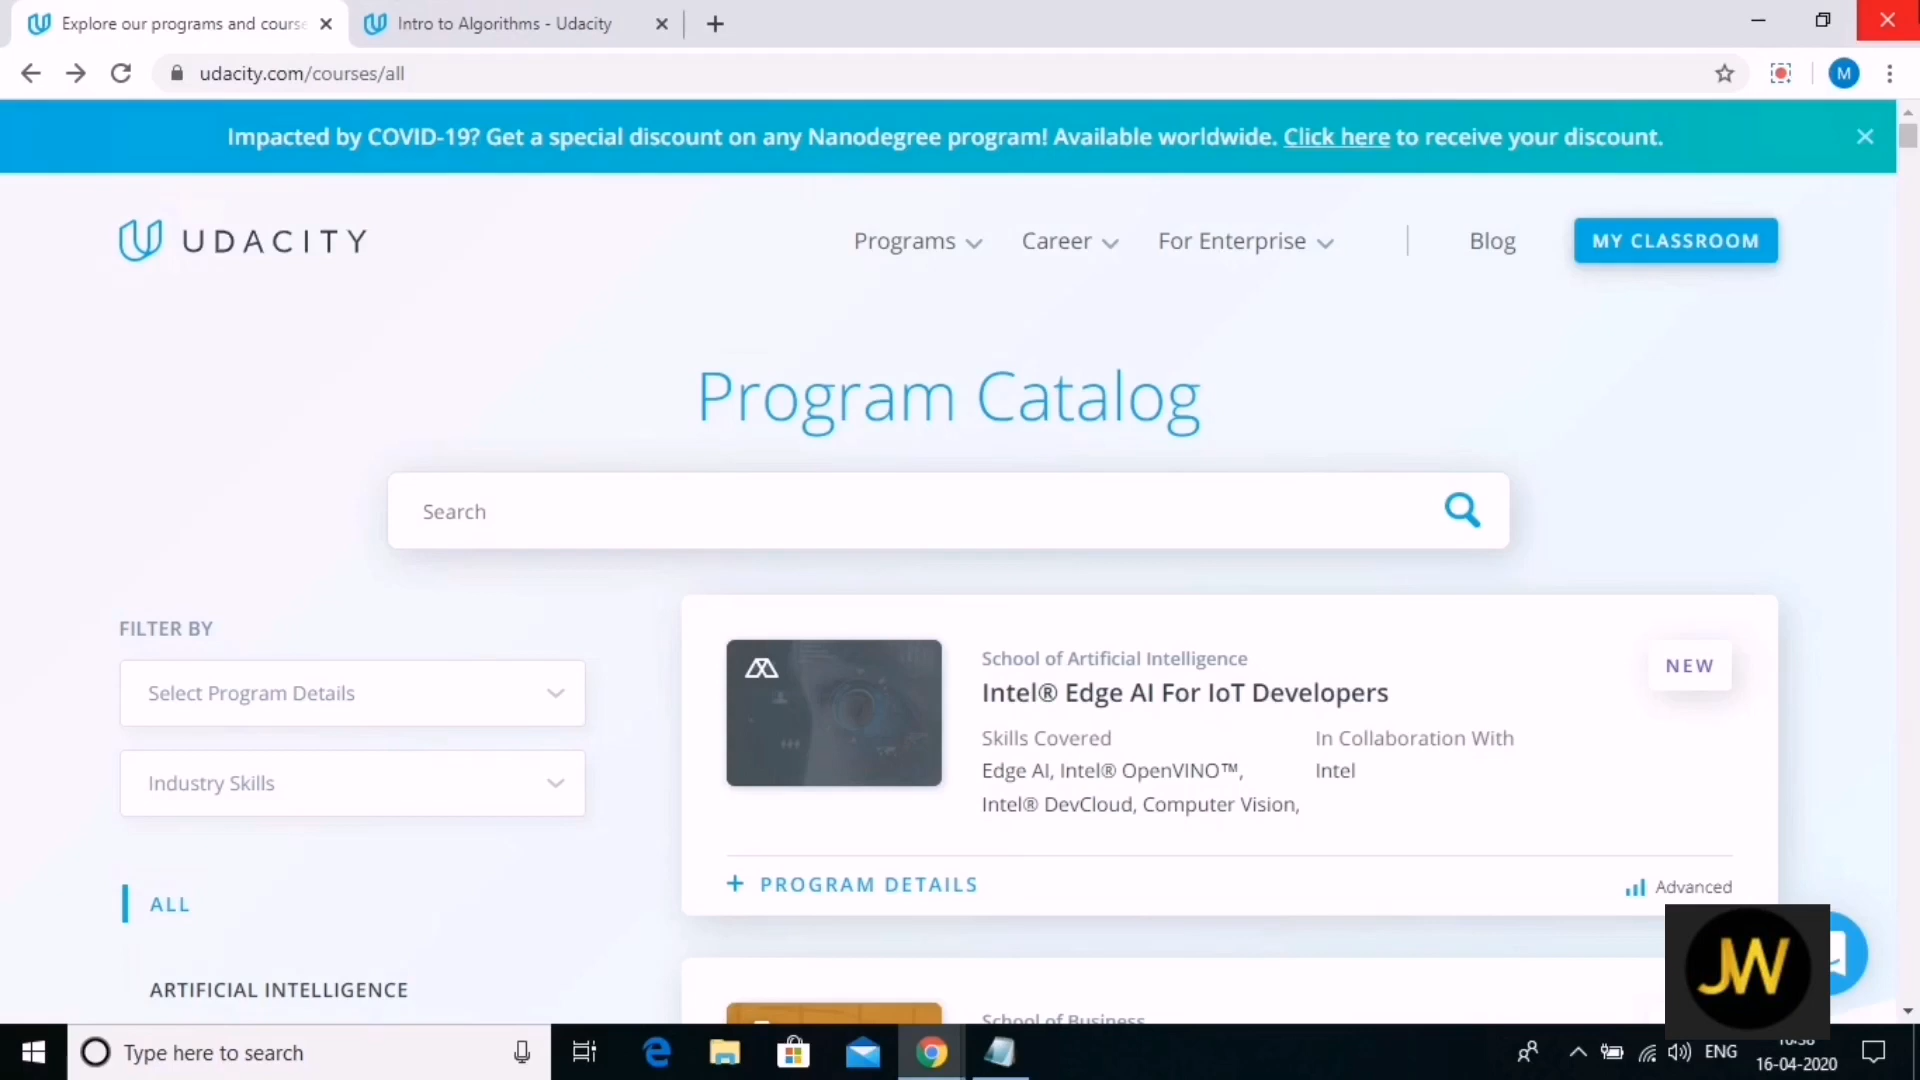 Explore our programs and course
Intro to Algorithms - Udacity
udacity.com/courses/all
M
Impacted by COVID-19? Get a special discount on any Nanodegree program! Available worldwide. Click here to receive your discount.
UDACITY
Programs
Career
For Enterprise
Blog
MY CLASSROOM
Program Catalog
Search
FILTER BY
Select Program Details
Industry Skills
ALL
ARTIFICIAL INTELLIGENCE
School of Artificial Intelligence
NEW
Intel® Edge AI For IoT Developers
Skills Covered
Edge AI, Intel® OpenVINO™,
Intel® DevCloud, Computer Vision,
In Collaboration With
Intel
+ PROGRAM DETAILS
Advanced
School of Business
JW
Type here to search
ENG
16-04-2020